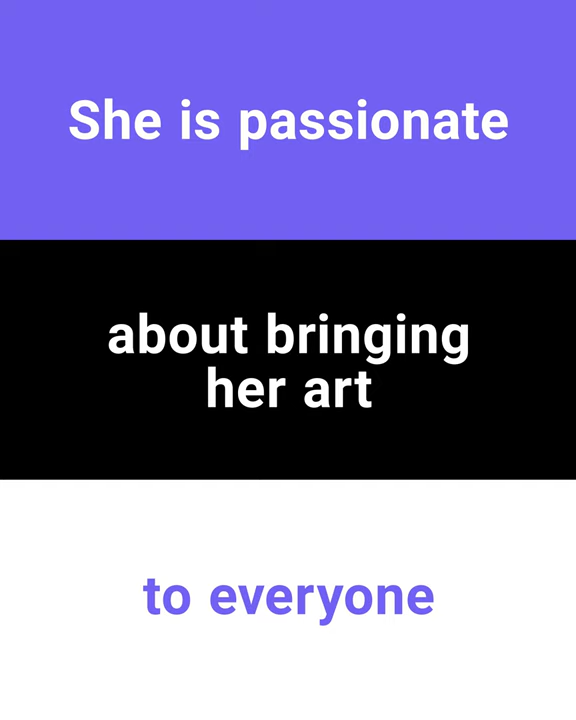 She is passionate
about bringing
her art
to everyone